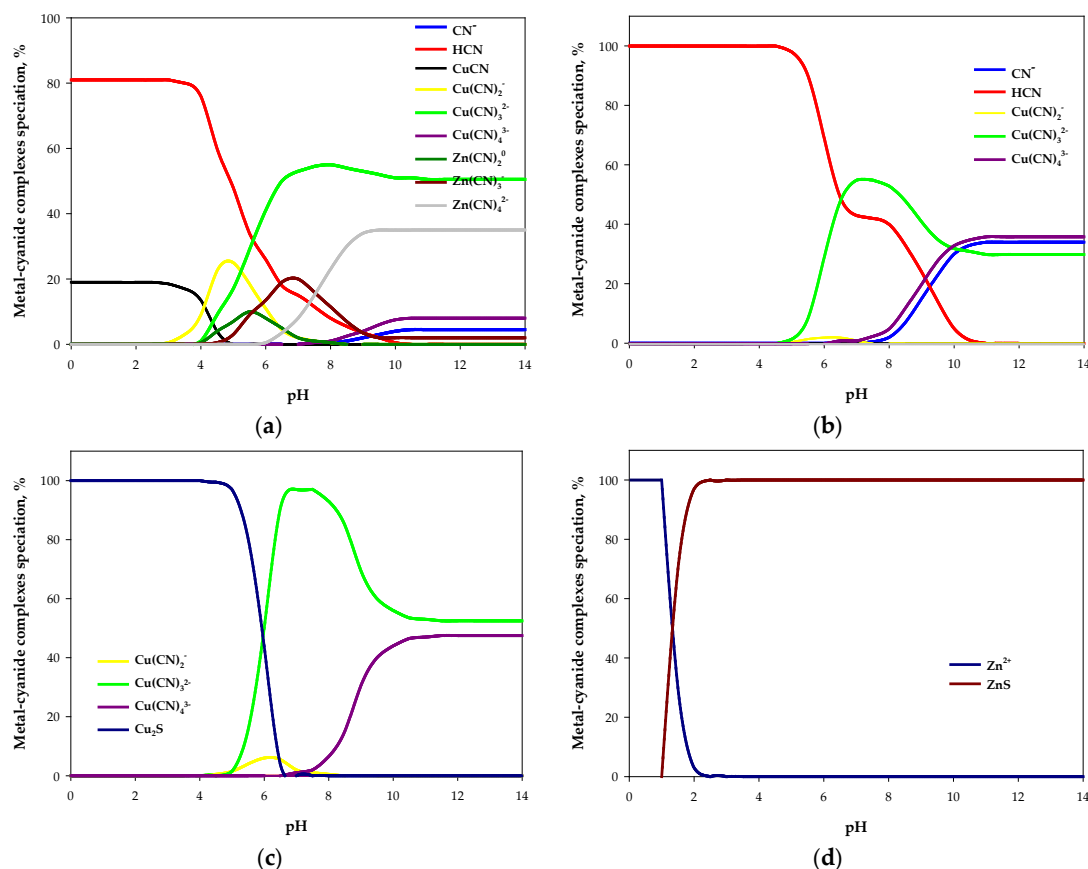 Metal-cyanide complexes speciation, %
100
80
60
40
20
0
0 2 4 6 8 10 12 14
pH
CN⁻
HCN
CuCN
Cu(CN)₂⁻
Cu(CN)₃²⁻
Cu(CN)₄³⁻
Zn(CN)₂⁰
Zn(CN)₃⁻
Zn(CN)₄²⁻
(a)
Metal-cyanide complexes speciation, %
100
80
60
40
20
0
0 2 4 6 8 10 12 14
pH
CN⁻
HCN
Cu(CN)₂⁻
Cu(CN)₃²⁻
Cu(CN)₄³⁻
(b)
Metal-cyanide complexes speciation, %
100
80
60
40
20
0
0 2 4 6 8 10 12 14
pH
Cu(CN)₂⁻
Cu(CN)₃²⁻
Cu(CN)₄³⁻
Cu₂S
(c)
Metal-cyanide complexes speciation, %
100
80
60
40
20
0
0 2 4 6 8 10 12 14
pH
Zn²⁺
ZnS
(d)